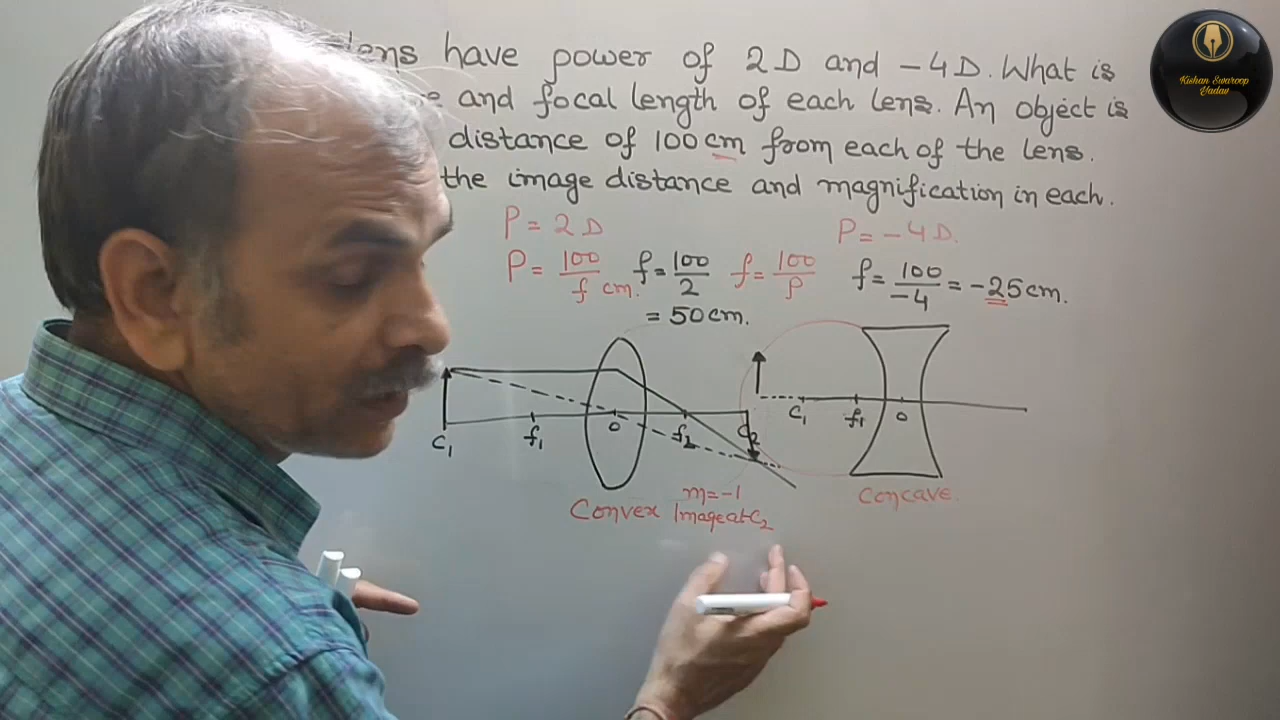 lens have power of 2D and -4D. What is
and focal length of each lens. An object is
distance of 100 cm from each of the lens.
the image distance and magnification in each.
P = 2 D
P = -4 D.
P = 100/f cm. f = 100/2 f = 100/P
= 50 cm.
f = 100/-4 = -25 cm.
C1 f1 O f2 C2
C1 f1 O
m = -1
Convex Image at C2
Concave.
Kishan Swaroop
Yadav